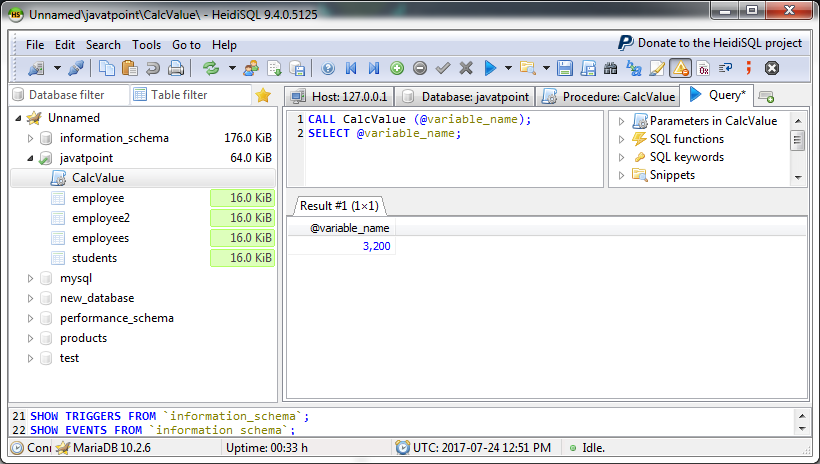 Unnamed\javatpoint\CalcValue\ - HeidiSQL 9.4.0.5125
File Edit Search Tools Go to Help Donate to the HeidiSQL project
Database filter Table filter
Host: 127.0.0.1 Database: javatpoint Procedure: CalcValue Query*
Unnamed
information_schema 176.0 KiB
javatpoint 64.0 KiB
CalcValue
employee 16.0 KiB
employee2 16.0 KiB
employees 16.0 KiB
students 16.0 KiB
mysql
new_database
performance_schema
products
test
1 CALL CalcValue (@variable_name);
2 SELECT @variable_name;
Parameters in CalcValue
SQL functions
SQL keywords
Snippets
Result #1 (1×1)
@variable_name
3,200
21 SHOW TRIGGERS FROM `information_schema`;
22 SHOW EVENTS FROM `information_schema`;
Conn MariaDB 10.2.6 Uptime: 00:33 h UTC: 2017-07-24 12:51 PM Idle.